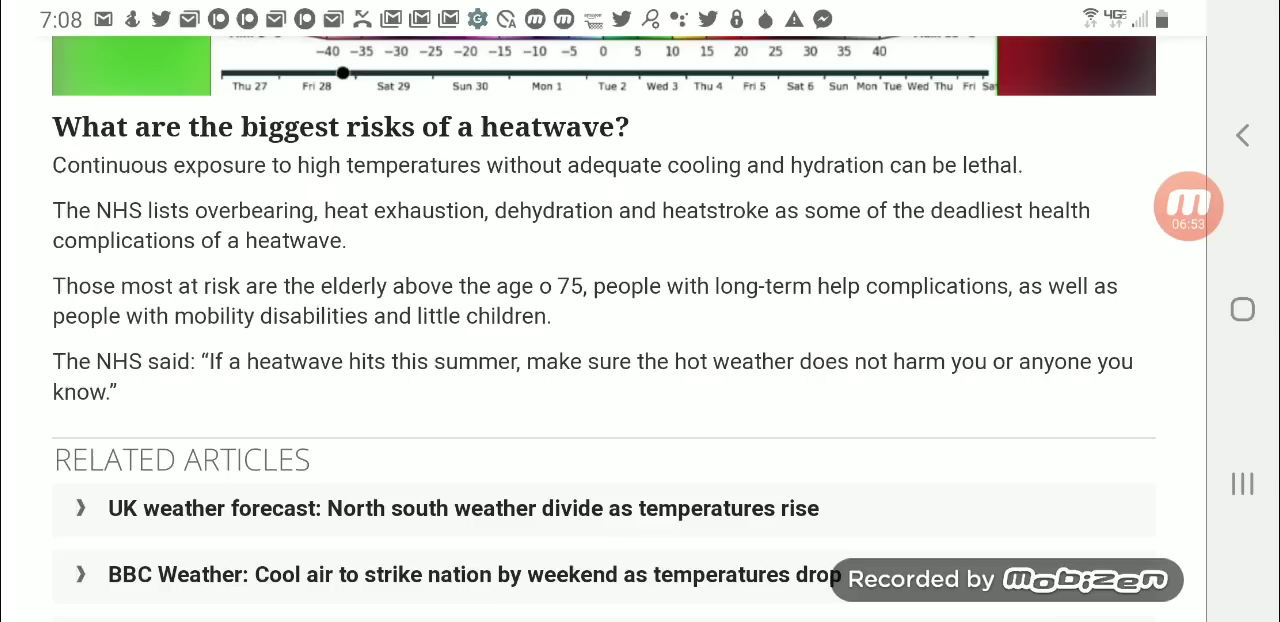 7:08
4G
-40 -35 -30 -25 -20 -15 -10 -5 0 5 10 15 20 25 30 35 40
Thu 27 Fri 28 Sat 29 Sun 30 Mon 1 Tue 2 Wed 3 Thu 4 Fri 5 Sat 6 Sun Mon Tue Wed Thu Fri Sa
What are the biggest risks of a heatwave?
Continuous exposure to high temperatures without adequate cooling and hydration can be lethal.
The NHS lists overbearing, heat exhaustion, dehydration and heatstroke as some of the deadliest health
complications of a heatwave.
06:53
Those most at risk are the elderly above the age o 75, people with long-term help complications, as well as
people with mobility disabilities and little children.
The NHS said: “If a heatwave hits this summer, make sure the hot weather does not harm you or anyone you
know.”
RELATED ARTICLES
UK weather forecast: North south weather divide as temperatures rise
BBC Weather: Cool air to strike nation by weekend as temperatures drop
Recorded by mobizen